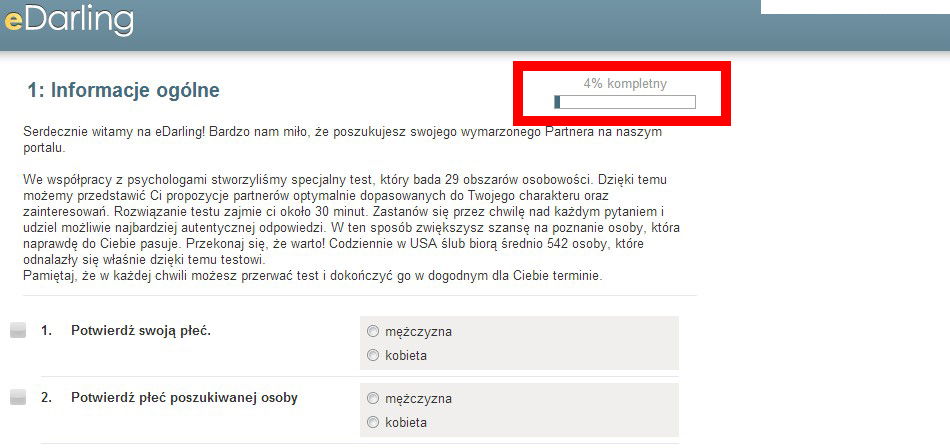 eDarling
1: Informacje ogólne
4% kompletny
Serdecznie witamy na eDarling! Bardzo nam miło, że poszukujesz swojego wymarzonego Partnera na naszym
portalu.
We współpracy z psychologami stworzyliśmy specjalny test, który bada 29 obszarów osobowości. Dzięki temu
możemy przedstawić Ci propozycje partnerów optymalnie dopasowanych do Twojego charakteru oraz
zainteresowań. Rozwiązanie testu zajmie ci około 30 minut. Zastanów się przez chwilę nad każdym pytaniem i
udziel możliwie najbardziej autentycznej odpowiedzi. W ten sposób zwiększysz szansę na poznanie osoby, która
naprawdę do Ciebie pasuje. Przekonaj się, że warto! Codziennie w USA ślub biorą średnio 542 osoby, które
odnalazły się właśnie dzięki temu testowi.
Pamiętaj, że w każdej chwili możesz przerwać test i dokończyć go w dogodnym dla Ciebie terminie.
1. Potwierdź swoją płeć.
mężczyzna
kobieta
2. Potwierdź płeć poszukiwanej osoby
mężczyzna
kobieta